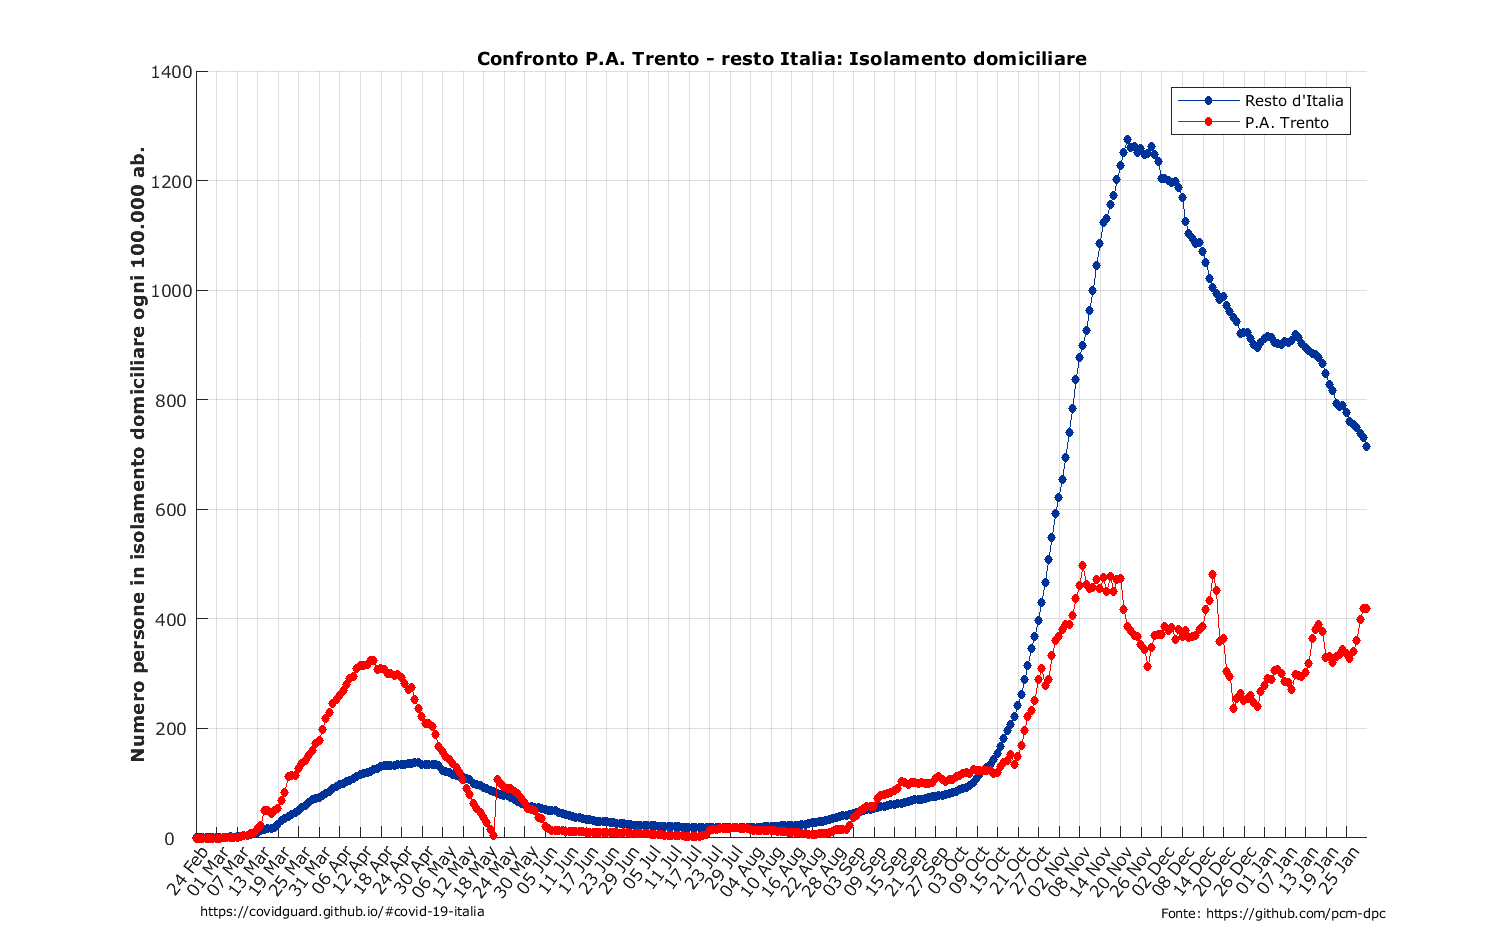 Confronto P.A. Trento - resto Italia: Isolamento domiciliare
Resto d'Italia
P.A. Trento
Numero persone in isolamento domiciliare ogni 100.000 ab.
1400
1200
1000
800
600
400
200
0
24 Feb
01 Mar
07 Mar
13 Mar
19 Mar
25 Mar
31 Mar
06 Apr
12 Apr
18 Apr
24 Apr
30 Apr
06 May
12 May
18 May
24 May
30 May
05 Jun
11 Jun
17 Jun
23 Jun
29 Jun
05 Jul
11 Jul
17 Jul
23 Jul
29 Jul
04 Aug
10 Aug
16 Aug
22 Aug
28 Aug
03 Sep
09 Sep
15 Sep
21 Sep
27 Sep
03 Oct
09 Oct
15 Oct
21 Oct
27 Oct
02 Nov
08 Nov
14 Nov
20 Nov
26 Nov
02 Dec
08 Dec
14 Dec
20 Dec
26 Dec
01 Jan
07 Jan
13 Jan
19 Jan
25 Jan
https://covidguard.github.io/#covid-19-italia
Fonte: https://github.com/pcm-dpc